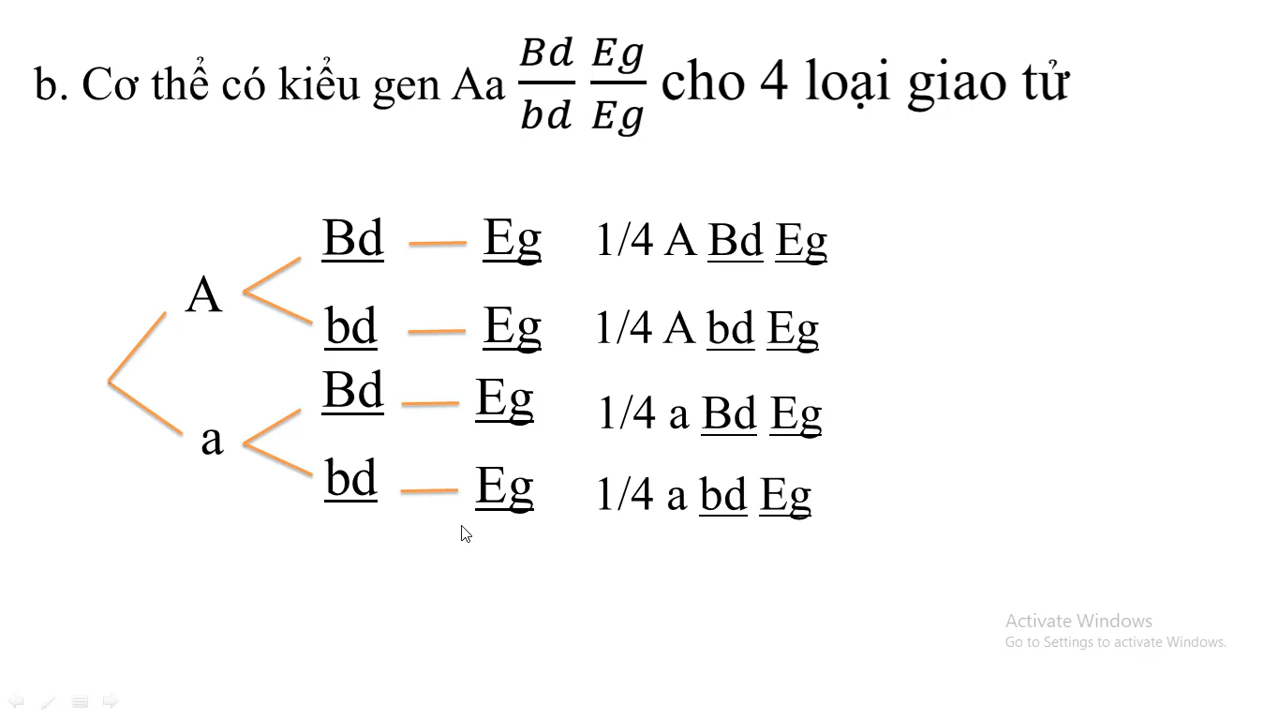 b. Cơ thể có kiểu gen Aa Bd/bd Eg/Eg cho 4 loại giao tử
Bd Eg 1/4 A Bd Eg
A
bd Eg 1/4 A bd Eg
Bd Eg 1/4 a Bd Eg
a
bd Eg 1/4 a bd Eg
Activate Windows
Go to Settings to activate Windows.